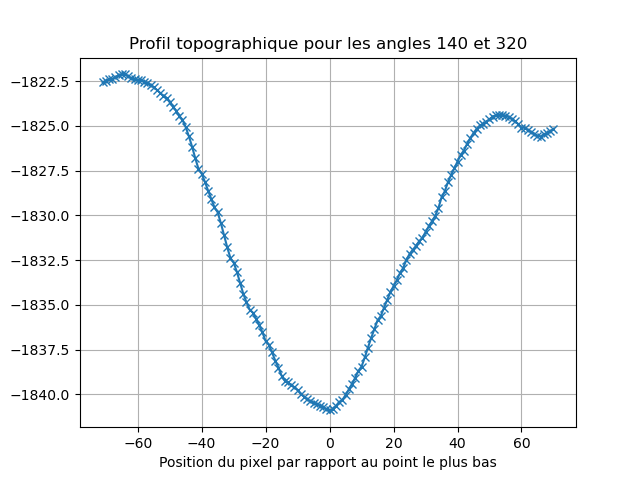 Profil topographique pour les angles 140 et 320
−1822.5
−1825.0
−1827.5
−1830.0
−1832.5
−1835.0
−1837.5
−1840.0
−60 −40 −20 0 20 40 60
Position du pixel par rapport au point le plus bas